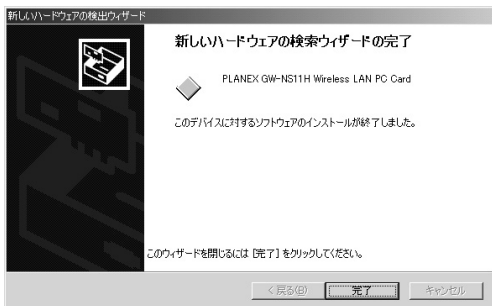 新しいハードウェアの検出ウィザード
新しいハードウェアの検索ウィザードの完了
PLANEX GW-NS11H Wireless LAN PC Card
このデバイスに対するソフトウェアのインストールが終了しました。
このウィザードを閉じるには [完了] をクリックしてください。
< 戻る(B)
完了
キャンセル